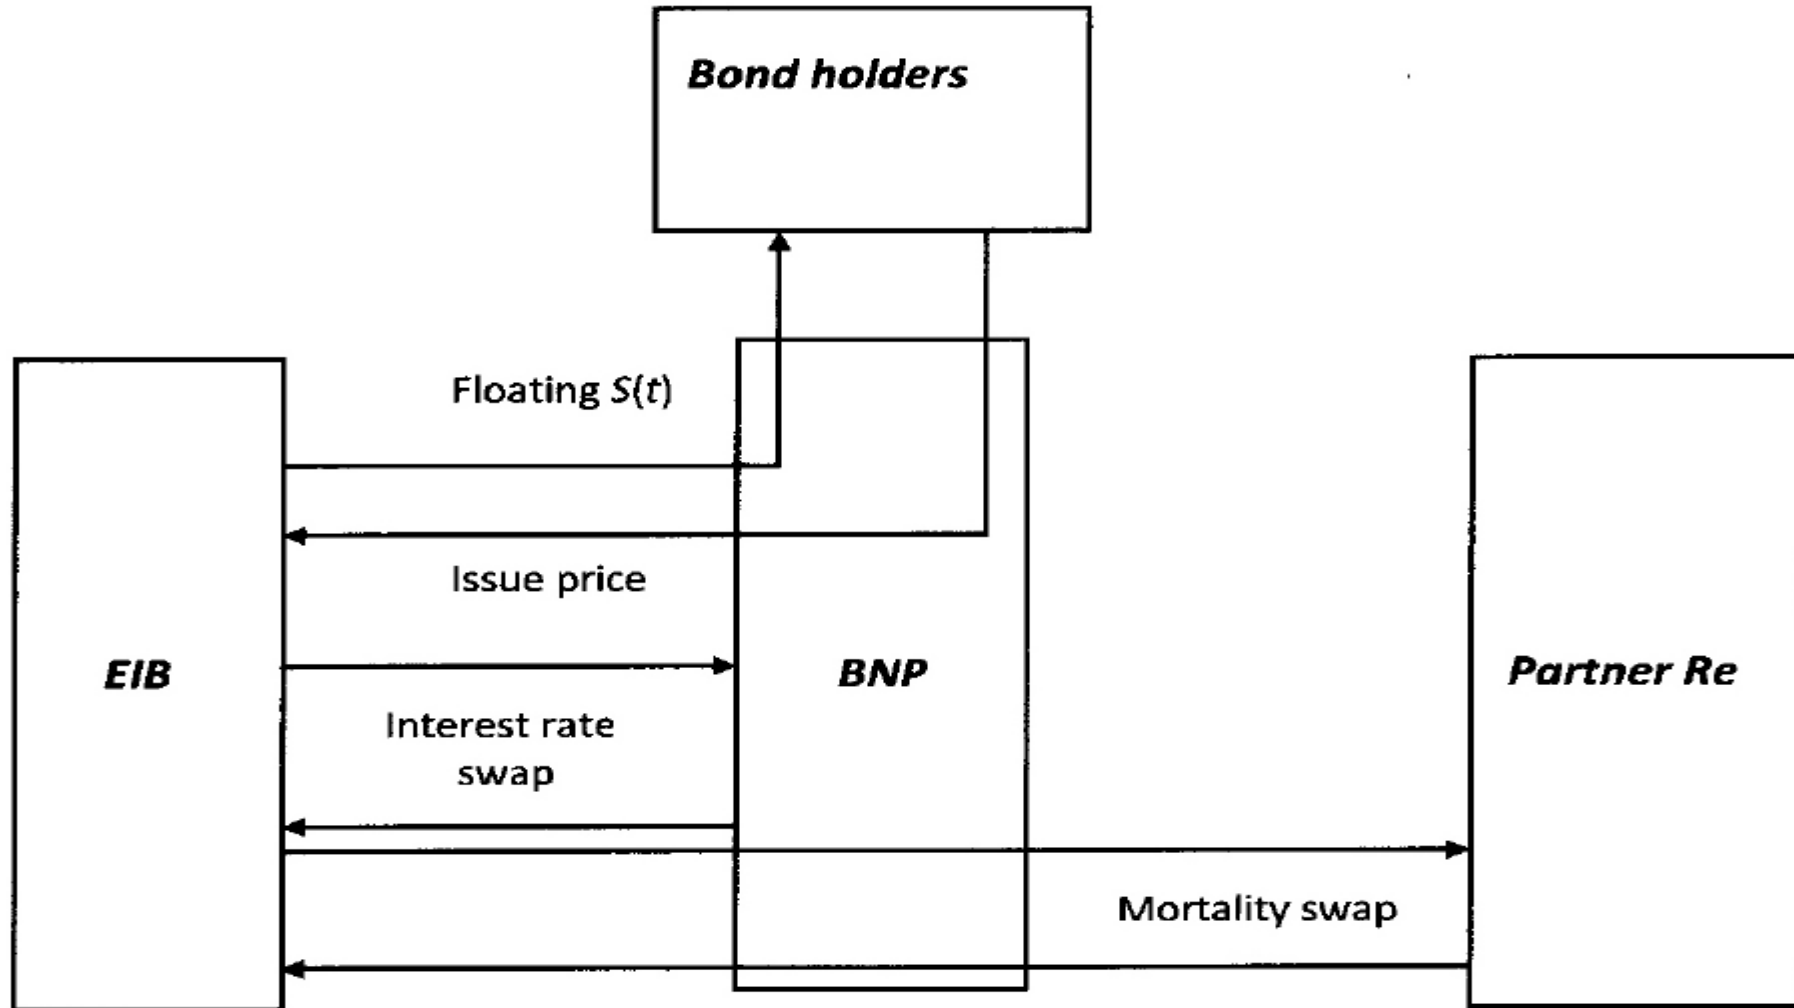 Bond holders
Floating S(t)
Issue price
EIB
BNP
Partner Re
Interest rate
swap
Mortality swap